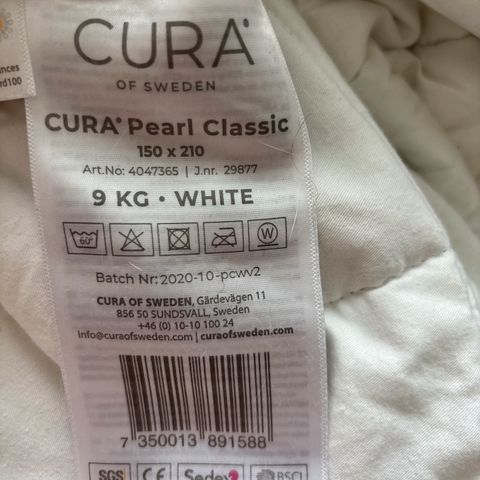 CURA
OF SWEDEN
nces
rd100
CURA® Pearl Classic
150 x 210
Art.No: 4047365 | J.nr. 29877
9 KG • WHITE
60°
W
Batch Nr: 2020-10-pcwv2
CURA OF SWEDEN, Gärdevägen 11
856 50 SUNDSVALL, Sweden
+46 (0) 10-10 100 24
info@curaofsweden.com | curaofsweden.com
7 350013 891588
SGS CE Sedex BSCI